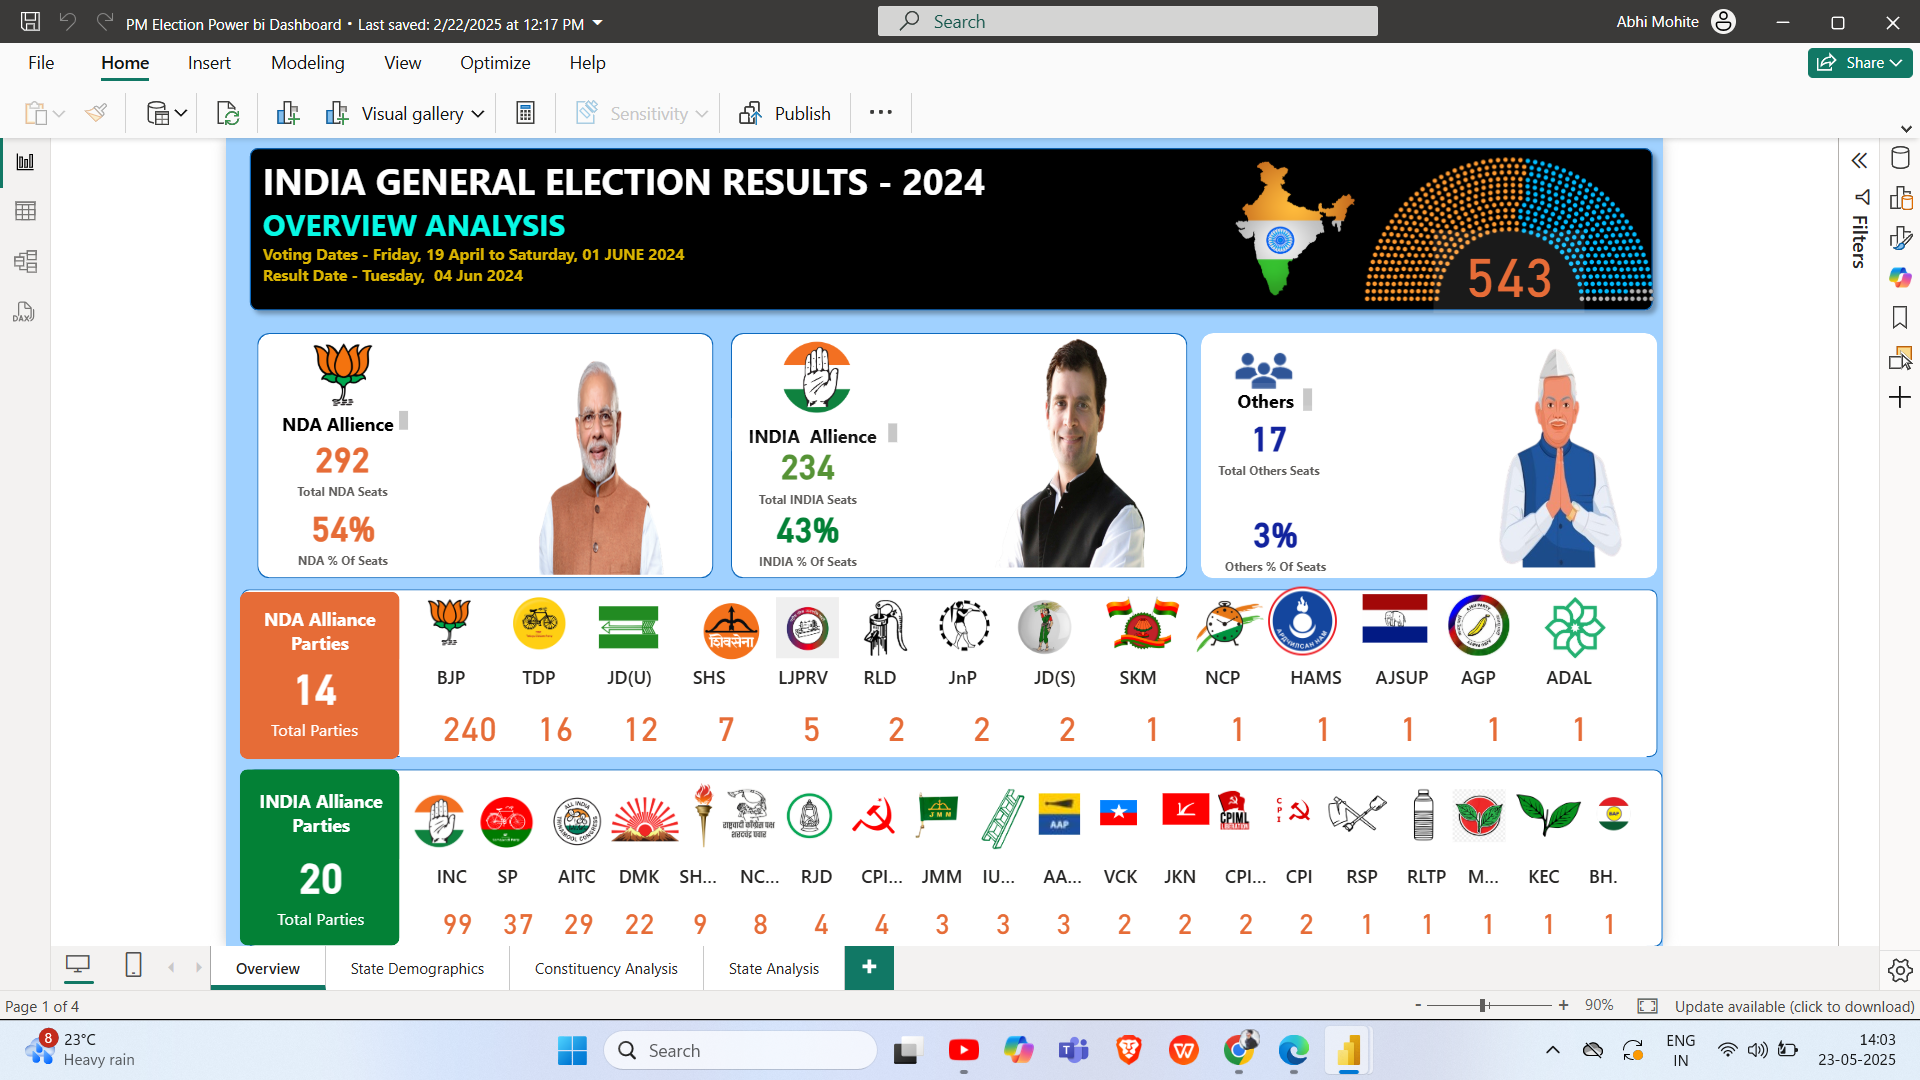 PM Election Power bi Dashboard • Last saved: 2/22/2025 at 12:17 PM
Search
Abhi Mohite
File
Home
Insert
Modeling
View
Optimize
Help
Share
Visual gallery
Sensitivity
Publish
INDIA GENERAL ELECTION RESULTS - 2024
OVERVIEW ANALYSIS
Voting Dates - Friday, 19 April to Saturday, 01 JUNE 2024
Result Date - Tuesday,  04 Jun 2024
543
Filters
DAX
NDA Allience
292
Total NDA Seats
54%
NDA % Of Seats
INDIA  Allience
234
Total INDIA Seats
43%
INDIA % Of Seats
Others
17
Total Others Seats
3%
Others % Of Seats
NDA Alliance
Parties
14
Total Parties
शिवसेना
BJP TDP JD(U) SHS LJPRV RLD JnP JD(S) SKM NCP HAMS AJSUP AGP ADAL
240 16 12 7 5 2 2 2 1 1 1 1 1 1
INDIA Alliance
Parties
20
Total Parties
JMM
AAP
CPIML
CPI
BAP
INC SP AITC DMK SH... NC... RJD CPI... JMM IU... AA... VCK JKN CPI... CPI RSP RLTP M... KEC BH.
99 37 29 22 9 8 4 4 3 3 3 2 2 2 2 1 1 1 1 1
Overview
State Demographics
Constituency Analysis
State Analysis
Page 1 of 4
90%
Update available (click to download)
8
23°C
Heavy rain
Search
ENG
IN
14:03
23-05-2025